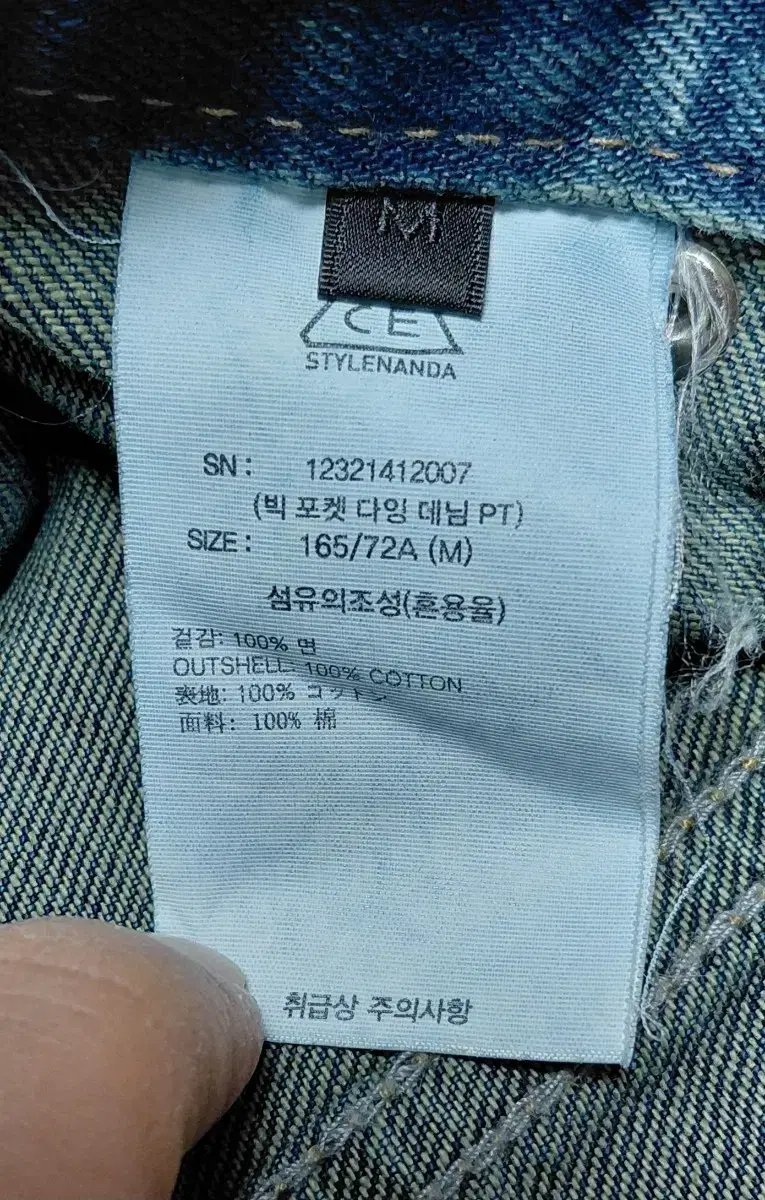 M
CE
STYLENANDA
SN : 12321412007
(빅 포켓 다잉 데님 PT)
SIZE : 165/72A (M)
섬유의조성(혼용율)
겉감: 100% 면
OUTSHELL: 100% COTTON
表地: 100% コットン
面料: 100% 棉
취급상 주의사항